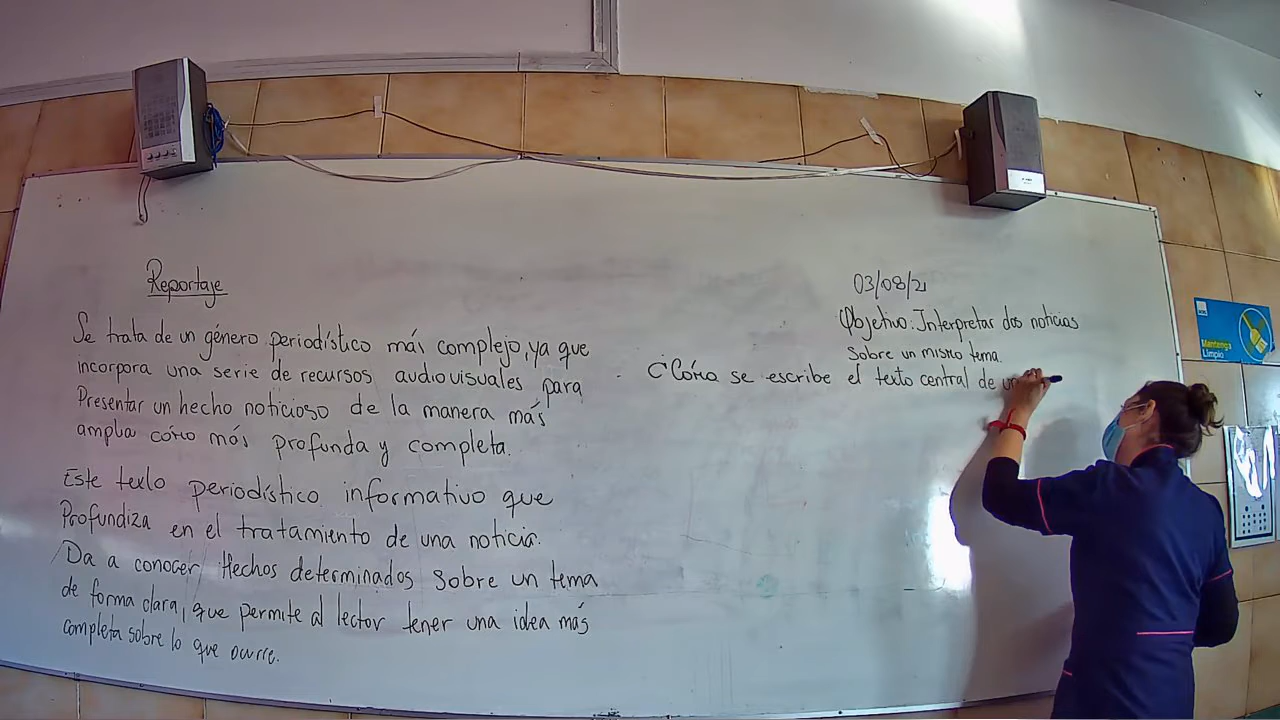 Reportaje
Se trata de un género periodístico más complejo, ya que
incorpora una serie de recursos audiovisuales para
Presentar un hecho noticioso de la manera más
amplia cómo más profunda y completa.
Este texto periodístico informativo que
Profundiza en el tratamiento de una noticia.
Da a conocer Hechos determinados sobre un tema
de forma clara, que permite al lector tener una idea más
completa sobre lo que ocurre.
03/08/21
Objetivo: Interpretar dos noticias
Sobre un mismo tema.
- ¿Cómo se escribe el texto central de un
Mantenga
Limpio